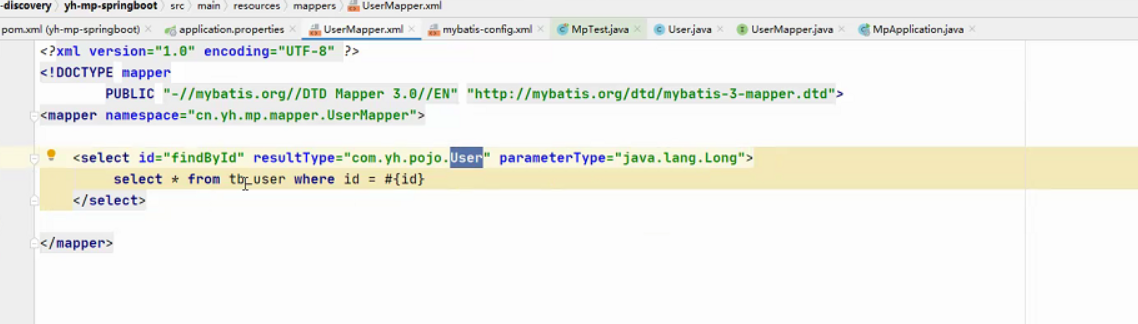 -discovery yh-mp-springboot src main resources mappers UserMapper.xml
pom.xml (yh-mp-springboot) application.properties UserMapper.xml mybatis-config.xml MpTest.java User.java UserMapper.java MpApplication.java
<?xml version="1.0" encoding="UTF-8" ?>
<!DOCTYPE mapper
PUBLIC "-//mybatis.org//DTD Mapper 3.0//EN" "http://mybatis.org/dtd/mybatis-3-mapper.dtd">
<mapper namespace="cn.yh.mp.mapper.UserMapper">
<select id="findById" resultType="com.yh.pojo.User" parameterType="java.lang.Long">
select * from tb_user where id = #{id}
</select>
</mapper>